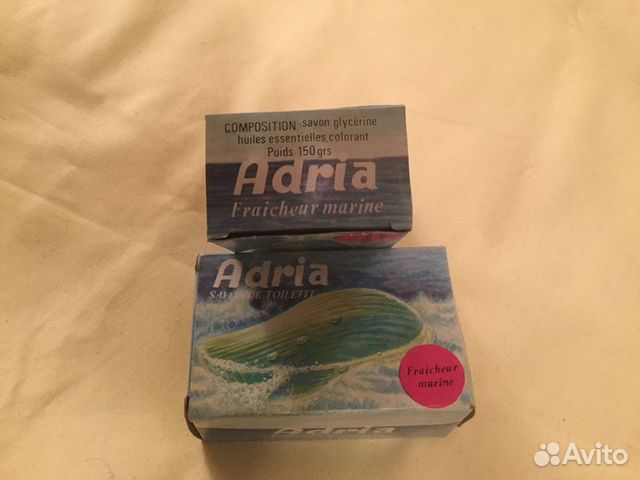 COMPOSITION savon glycérine
huiles essentielles, colorant
Poids 150 grs
Adria
Fraicheur marine
Adria
SAVON DE TOILETTE
Fraicheur
marine
Adria
Avito